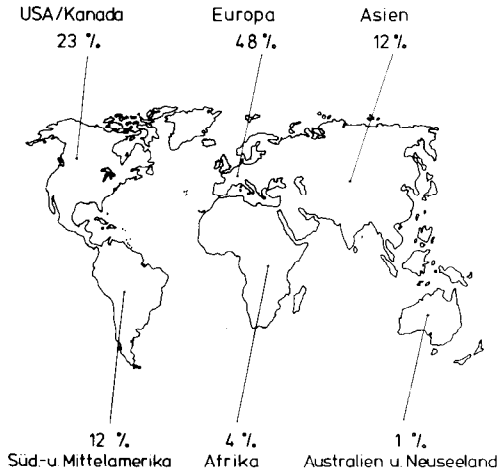 USA/Kanada
23 %
Europa
48 %
Asien
12 %
12 %
Süd.-u. Mittelamerika
4 %
Afrika
1 %
Australien u. Neuseeland